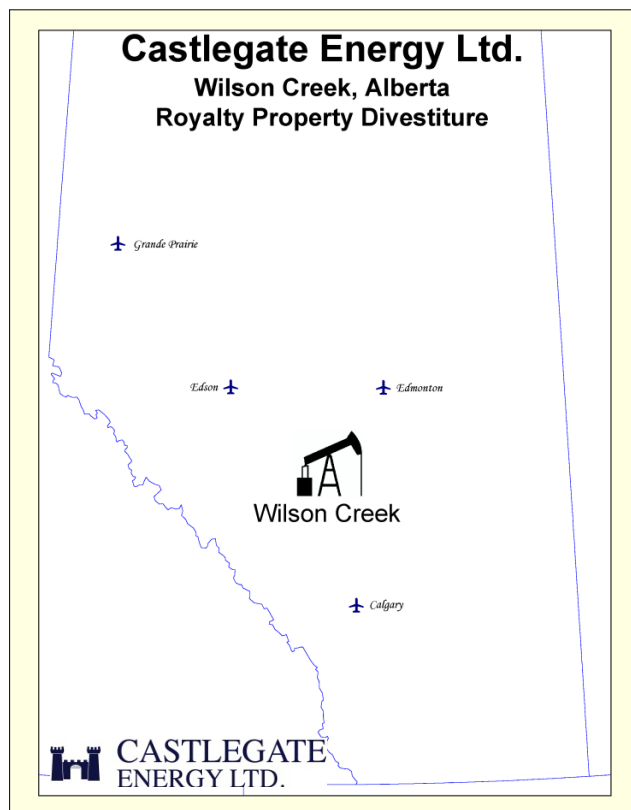 Castlegate Energy Ltd.
Wilson Creek, Alberta
Royalty Property Divestiture
Grande Prairie
Edson
Edmonton
Wilson Creek
Calgary
CASTLEGATE
ENERGY LTD.